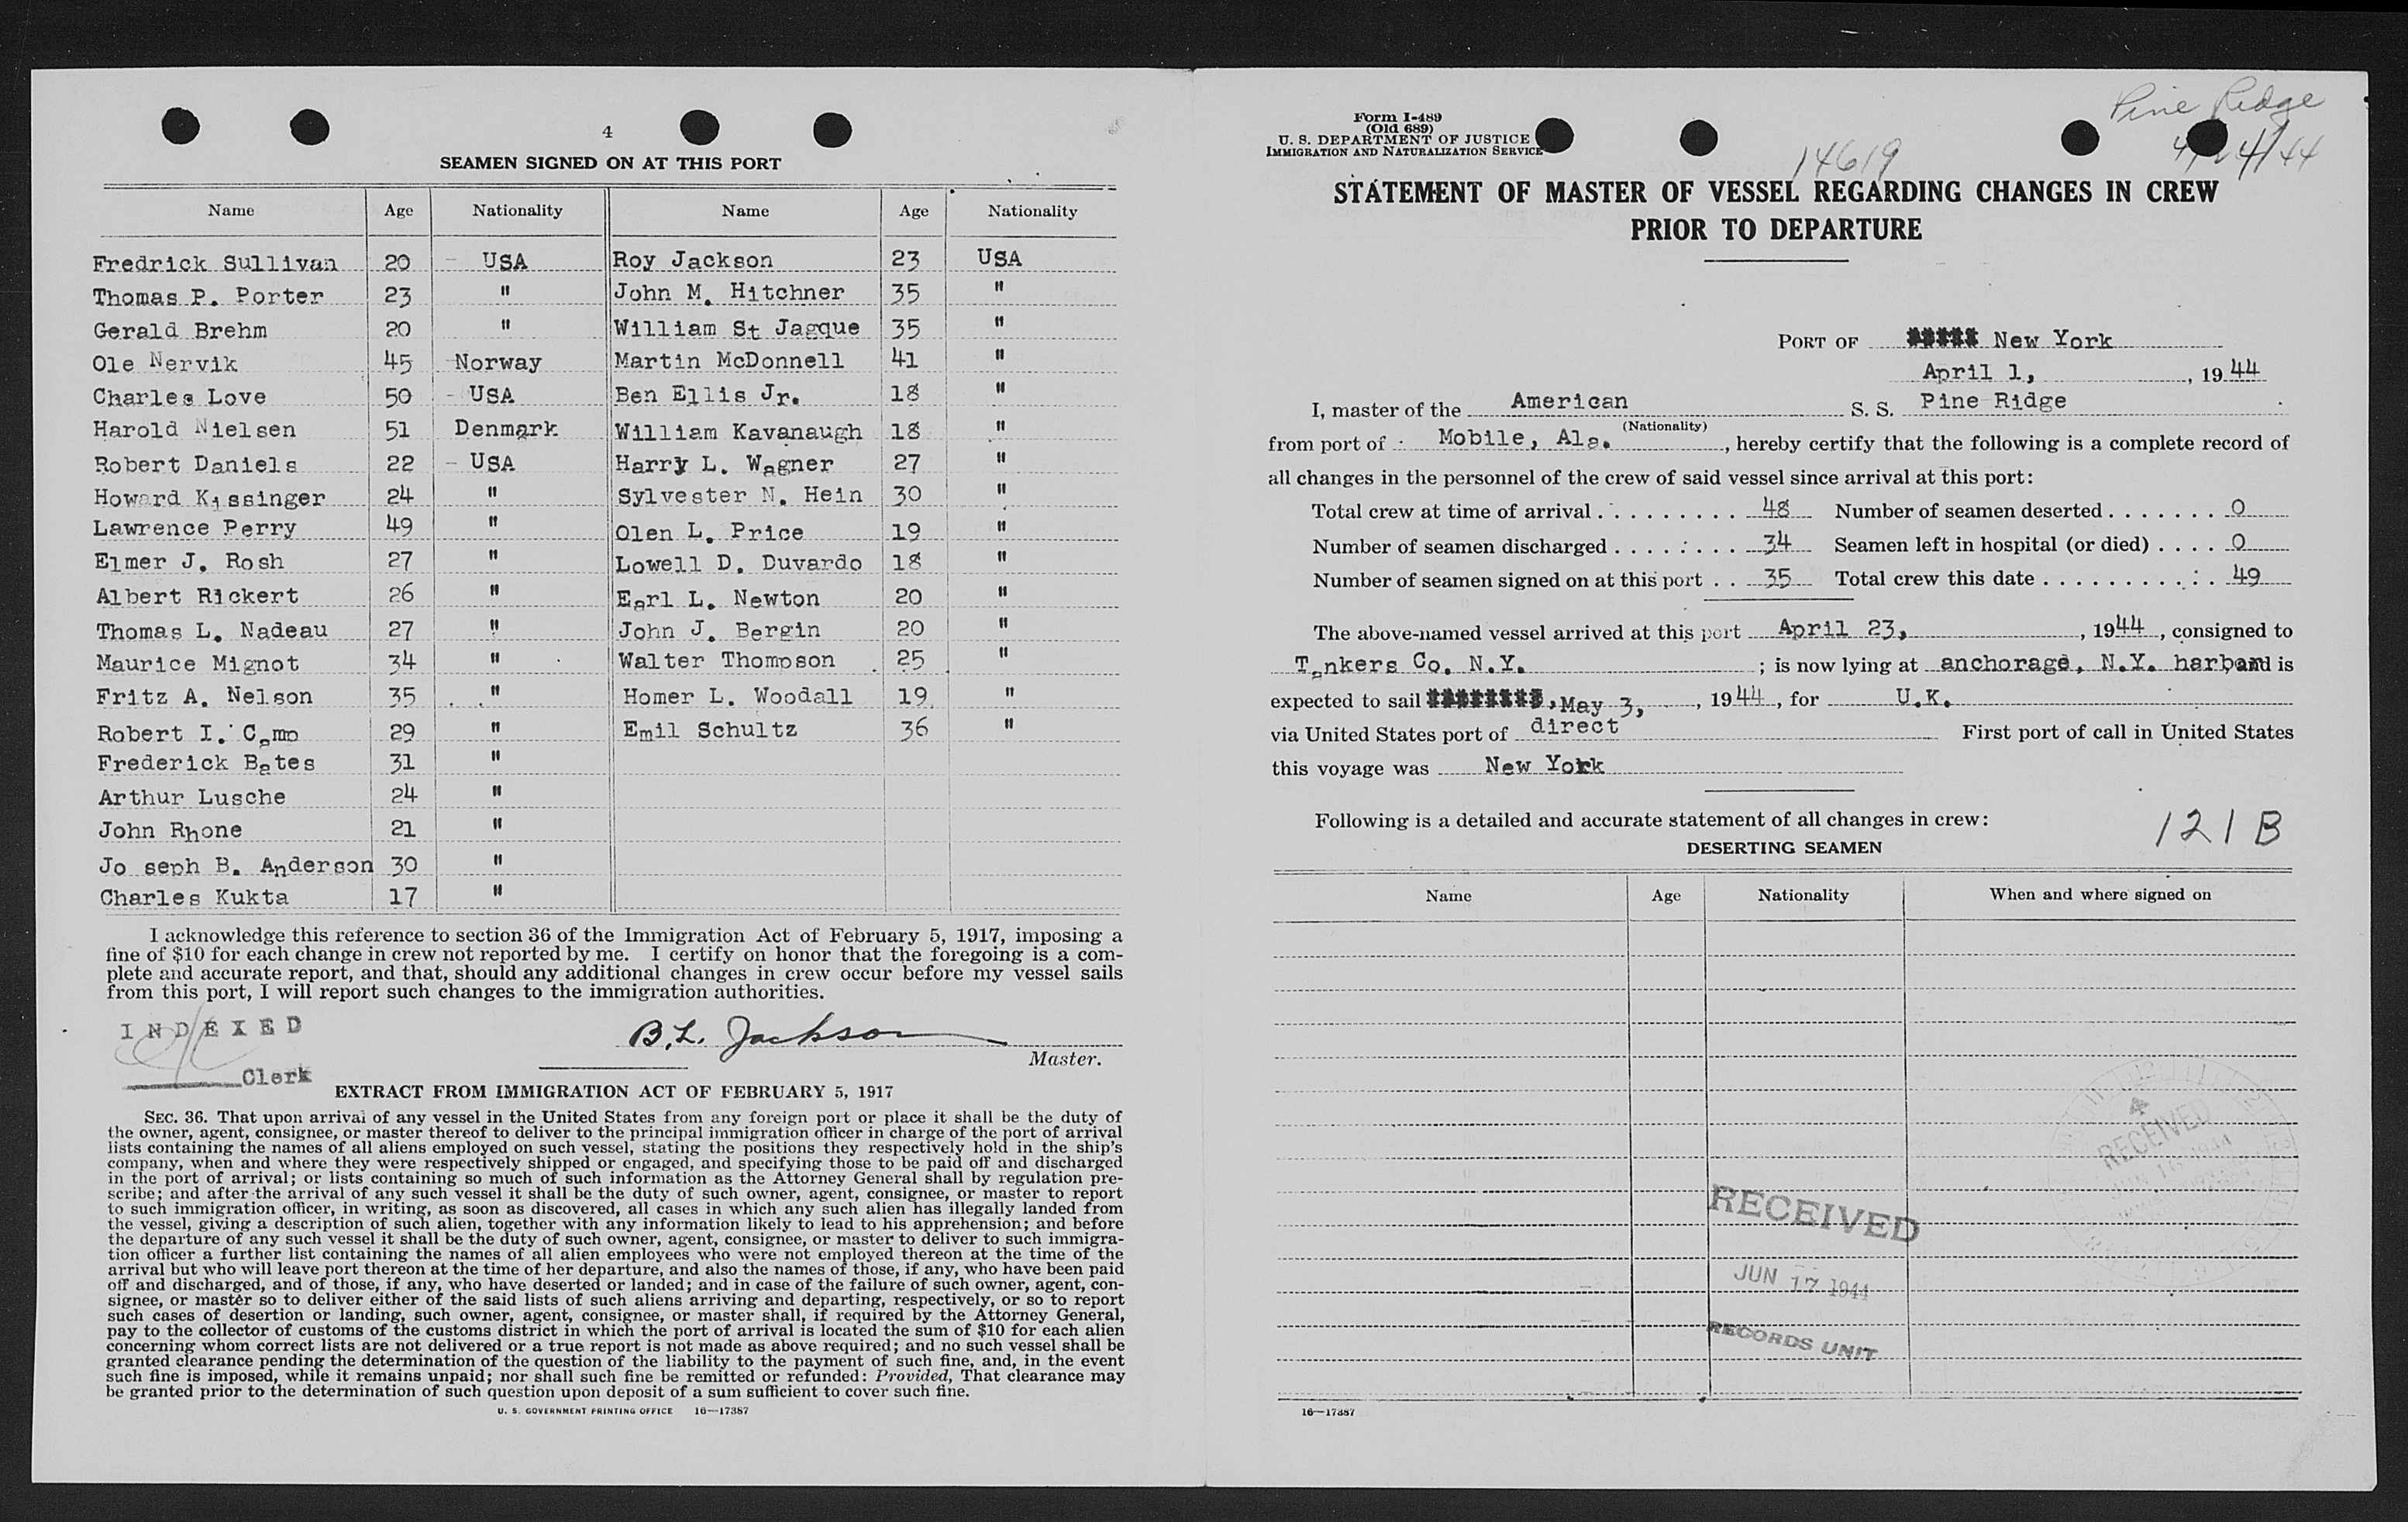 4
SEAMEN SIGNED ON AT THIS PORT
Name Age Nationality Name Age Nationality
Fredrick Sullivan 20 - USA Roy Jackson 23 USA
Thomas P. Porter 23 " John M. Hitchner 35 "
Gerald Brehm 20 " William St Jagque 35 "
Ole Nervik 45 Norway Martin McDonnell 41 "
Charles Love 50 - USA Ben Ellis Jr. 18 "
Harold Nielsen 51 Denmark William Kavanaugh 18 "
Robert Daniels 22 - USA Harry L. Wagner 27 "
Howard Kissinger 24 " Sylvester N. Hein 30 "
Lawrence Perry 49 " Olen L. Price 19 "
Elmer J. Rosh 27 " Lowell D. Duvardo 18 "
Albert Rickert 26 " Earl L. Newton 20 "
Thomas L. Nadeau 27 " John J. Bergin 20 "
Maurice Mignot 34 " Walter Thompson 25 "
Fritz A. Nelson 35 " Homer L. Woodall 19 "
Robert I. Camp 29 " Emil Schultz 36 "
Frederick Bates 31 "
Arthur Lusche 24 "
John Rhone 21 "
Jo seph B. Anderson 30 "
Charles Kukta 17 "
I acknowledge this reference to section 36 of the Immigration Act of February 5, 1917, imposing a
fine of $10 for each change in crew not reported by me. I certify on honor that the foregoing is a com-
plete and accurate report, and that, should any additional changes in crew occur before my vessel sails
from this port, I will report such changes to the immigration authorities.
INDEXED
B. L. Jackson
Master.
Clerk
EXTRACT FROM IMMIGRATION ACT OF FEBRUARY 5, 1917
SEC. 36. That upon arrival of any vessel in the United States from any foreign port or place it shall be the duty of
the owner, agent, consignee, or master thereof to deliver to the principal immigration officer in charge of the port of arrival
lists containing the names of all aliens employed on such vessel, stating the positions they respectively hold in the ship's
company, when and where they were respectively shipped or engaged, and specifying those to be paid off and discharged
in the port of arrival; or lists containing so much of such information as the Attorney General shall by regulation pre-
scribe; and after the arrival of any such vessel it shall be the duty of such owner, agent, consignee, or master to report
to such immigration officer, in writing, as soon as discovered, all cases in which any such alien has illegally landed from
the vessel, giving a description of such alien, together with any information likely to lead to his apprehension; and before
the departure of any such vessel it shall be the duty of such owner, agent, consignee, or master to deliver to such immigra-
tion officer a further list containing the names of all alien employees who were not employed thereon at the time of the
arrival but who will leave port thereon at the time of her departure, and also the names of those, if any, who have been paid
off and discharged, and of those, if any, who have deserted or landed; and in case of the failure of such owner, agent, con-
signee, or master so to deliver either of the said lists of such aliens arriving and departing, respectively, or so to report
such cases of desertion or landing, such owner, agent, consignee, or master shall, if required by the Attorney General,
pay to the collector of customs of the customs district in which the port of arrival is located the sum of $10 for each alien
concerning whom correct lists are not delivered or a true report is not made as above required; and no such vessel shall be
granted clearance pending the determination of the question of the liability to the payment of such fine, and, in the event
such fine is imposed, while it remains unpaid; nor shall such fine be remitted or refunded: Provided, That clearance may
be granted prior to the determination of such question upon deposit of a sum sufficient to cover such fine.
U. S. GOVERNMENT PRINTING OFFICE 16—17387
Pine Ridge
4/24/44
Form I-489
(Old 689)
U. S. DEPARTMENT OF JUSTICE
IMMIGRATION AND NATURALIZATION SERVICE
14619
STATEMENT OF MASTER OF VESSEL REGARDING CHANGES IN CREW
PRIOR TO DEPARTURE
PORT OF New York
April 1, , 1944
I, master of the American S. S. Pine Ridge
(Nationality)
from port of Mobile, Ala. , hereby certify that the following is a complete record of
all changes in the personnel of the crew of said vessel since arrival at this port:
Total crew at time of arrival . . . . . . . . . 48 Number of seamen deserted . . . . . . . 0
Number of seamen discharged . . . . . . . . 34 Seamen left in hospital (or died) . . . . 0
Number of seamen signed on at this port . . 35 Total crew this date . . . . . . . . . . . 49
The above-named vessel arrived at this port April 23, , 1944, consigned to
Tankers Co. N.Y. ; is now lying at anchorage, N.Y. harbor and is
expected to sail , May 3, , 1944, for U.K.
via United States port of direct First port of call in United States
this voyage was New York
Following is a detailed and accurate statement of all changes in crew:
121 B
DESERTING SEAMEN
Name Age Nationality When and where signed on
RECEIVED
JUN 1944
RECEIVED
JUN 17 1944
RECORDS UNIT
16—17387